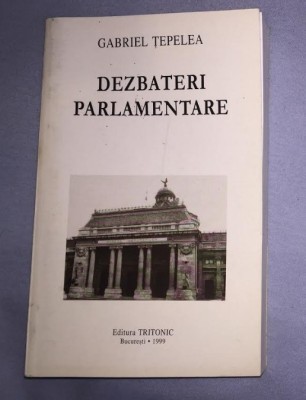 GABRIEL ȚEPELEA
DEZBATERI
PARLAMENTARE
Editura TRITONIC
București • 1999